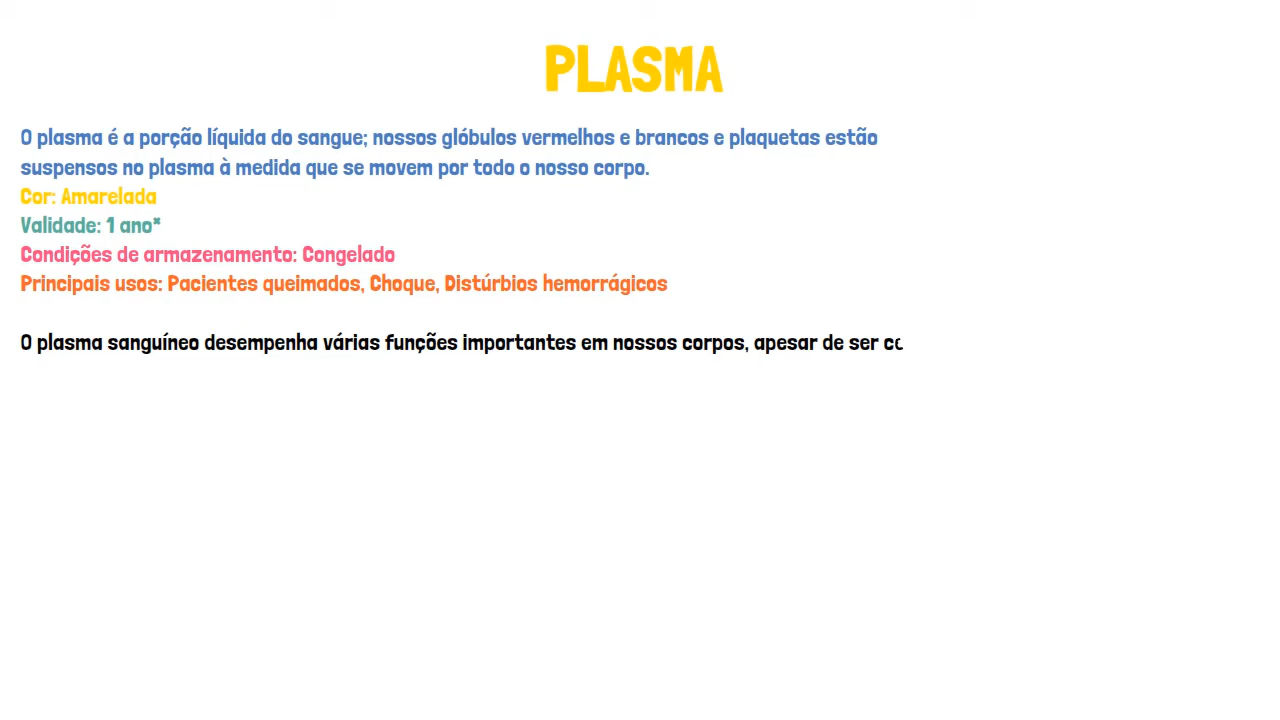 PLASMA
O plasma é a porção líquida do sangue; nossos glóbulos vermelhos e brancos e plaquetas estão
suspensos no plasma à medida que se movem por todo o nosso corpo.
Cor: Amarelada
Validade: 1 ano*
Condições de armazenamento: Congelado
Principais usos: Pacientes queimados, Choque, Distúrbios hemorrágicos
O plasma sanguíneo desempenha várias funções importantes em nossos corpos, apesar de ser